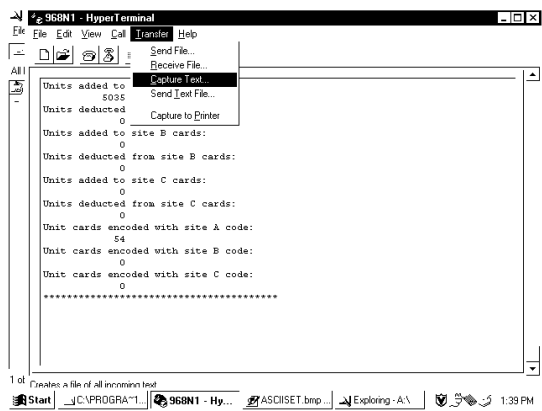 968N1 - HyperTerminal
File
File Edit View Call Transfer Help
Send File...
Receive File...
Capture Text...
Send Text File...
Capture to Printer
All
Units added to
5035
Units deducted
0
Units added to site B cards:
0
Units deducted from site B cards:
0
Units added to site C cards:
0
Units deducted from site C cards:
0
Unit cards encoded with site A code:
54
Unit cards encoded with site B code:
0
Unit cards encoded with site C code:
0
****************************************
1 of
Creates a file of all incoming text
Start C:\PROGRA~1... 968N1 - Hy... ASCIISET.bmp ... Exploring - A:\ 1:39 PM